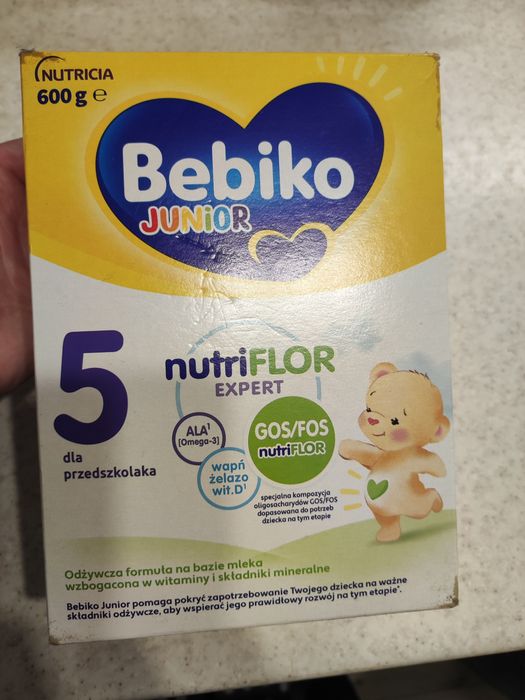 NUTRICIA
600 g e
Bebiko
JUNIOR
5
dla
przedszkolaka
nutriFLOR
EXPERT
ALA¹
[Omega-3]
wapń
żelazo
wit.D¹
GOS/FOS
nutriFLOR
specjalna kompozycja
oligosacharydów GOS/FOS
dopasowana do potrzeb
dziecka na tym etapie
Odżywcza formuła na bazie mleka
wzbogacona w witaminy i składniki mineralne
Bebiko Junior pomaga pokryć zapotrzebowanie Twojego dziecka na ważne
składniki odżywcze, aby wspierać jego prawidłowy rozwój na tym etapie*.